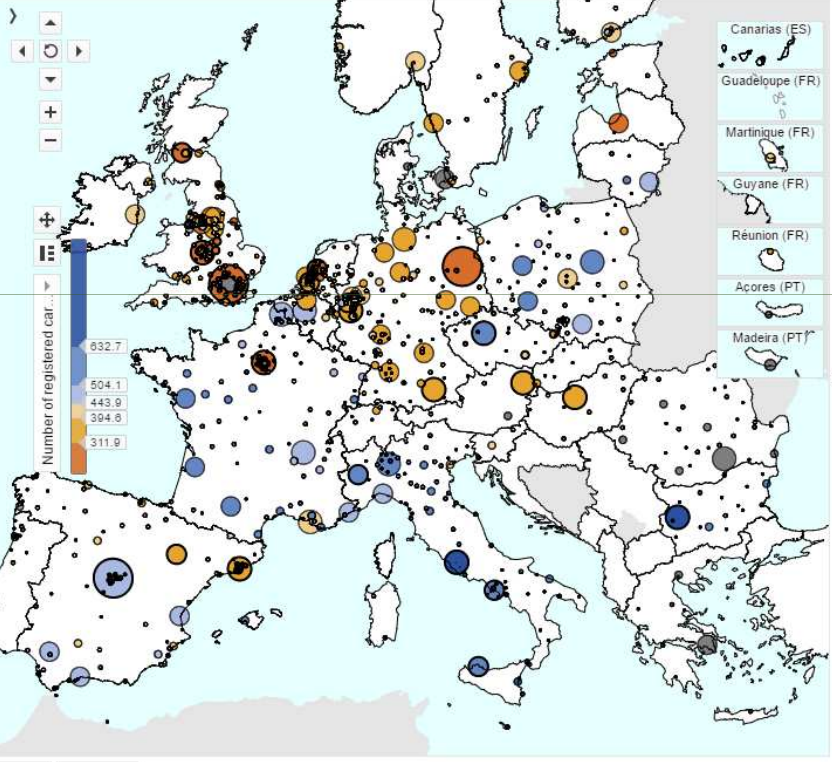 Canarias (ES)
Guadeloupe (FR)
Martinique (FR)
Guyane (FR)
Réunion (FR)
Açores (PT)
Madeira (PT)
Number of registered car...
632.7
504.1
443.9
394.6
311.9